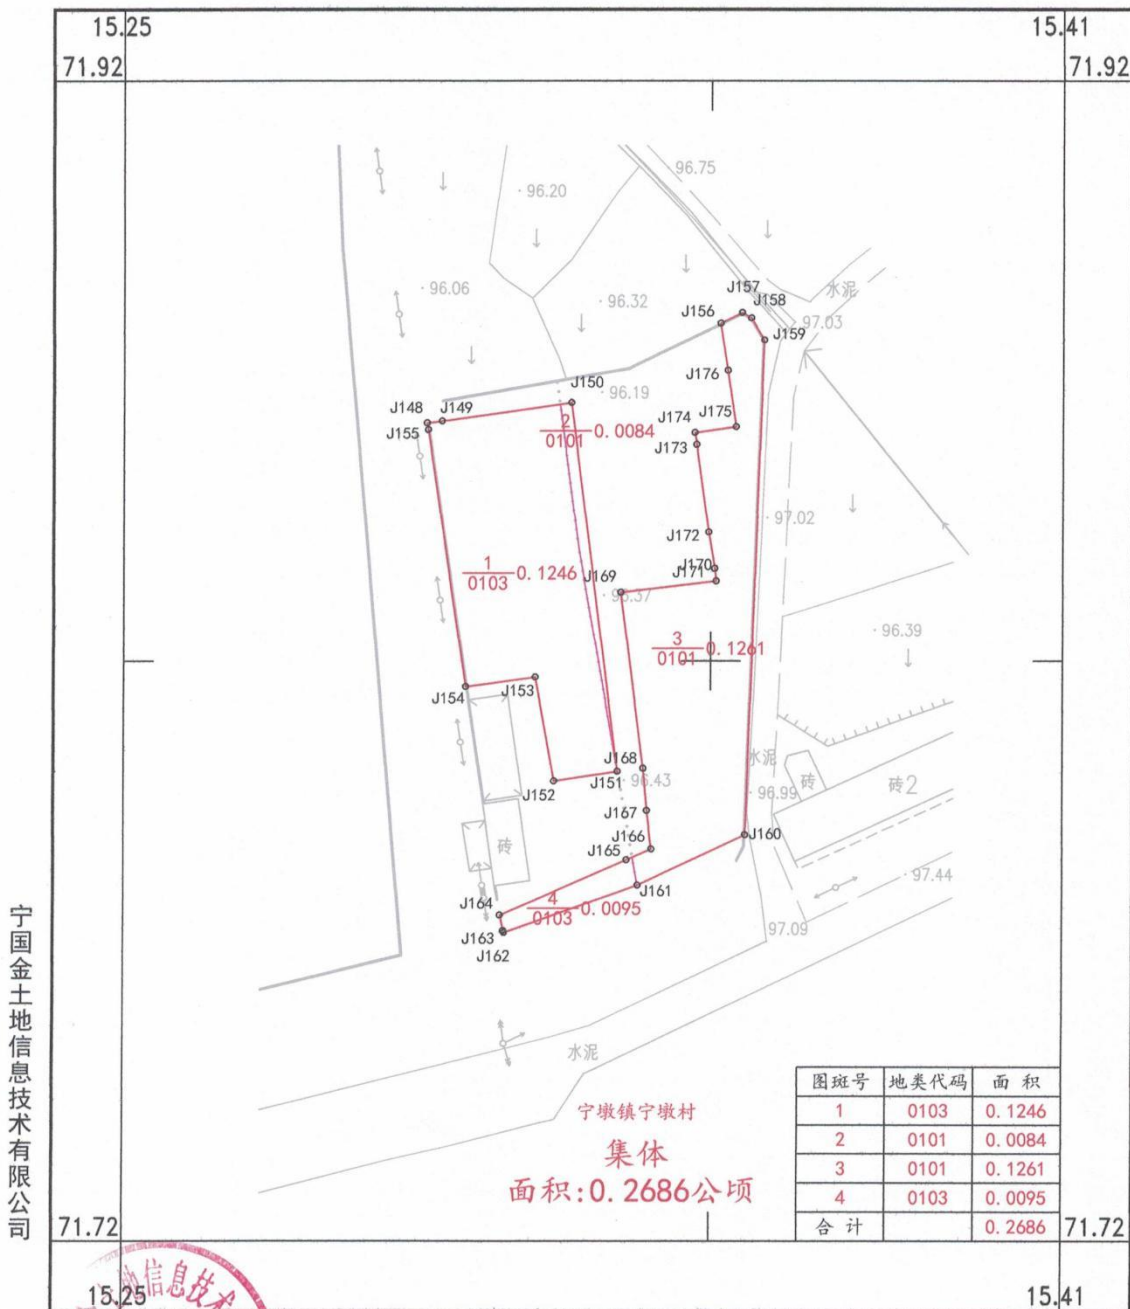 15.25
15.41
71.92
71.92
96.75
96.20
96.06
96.32
水泥
J157
J158
J156
97.03
J159
J176
J150
96.19
J148
J149
J174
J175
J155
2
0101
0.0084
J173
97.02
J172
1
0103
0.1246
J169
J170
J171
96.37
96.39
3
0101
0.1261
J154
J153
J168
水泥
J151
96.43
J152
砖
砖2
96.99
J167
J166
J160
砖
J165
97.44
J161
J164
4
0103
0.0095
J163
J162
97.09
水泥
宁国金土地信息技术有限公司
宁墩镇宁墩村
集体
面积:0.2686公顷
图斑号 地类代码 面 积
1 0103 0.1246
2 0101 0.0084
3 0101 0.1261
4 0103 0.0095
合 计 0.2686
71.72
71.72
地信息技术
15.25
15.41